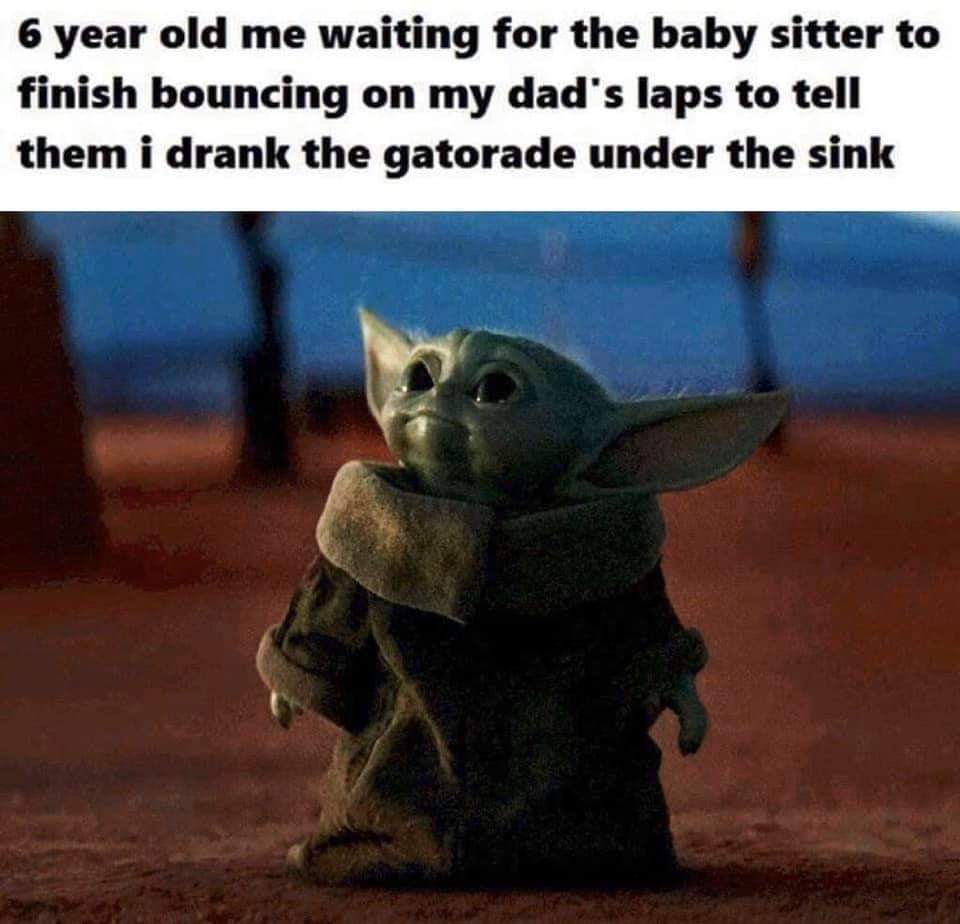 6 year old me waiting for the baby sitter to
finish bouncing on my dad's laps to tell
them i drank the gatorade under the sink